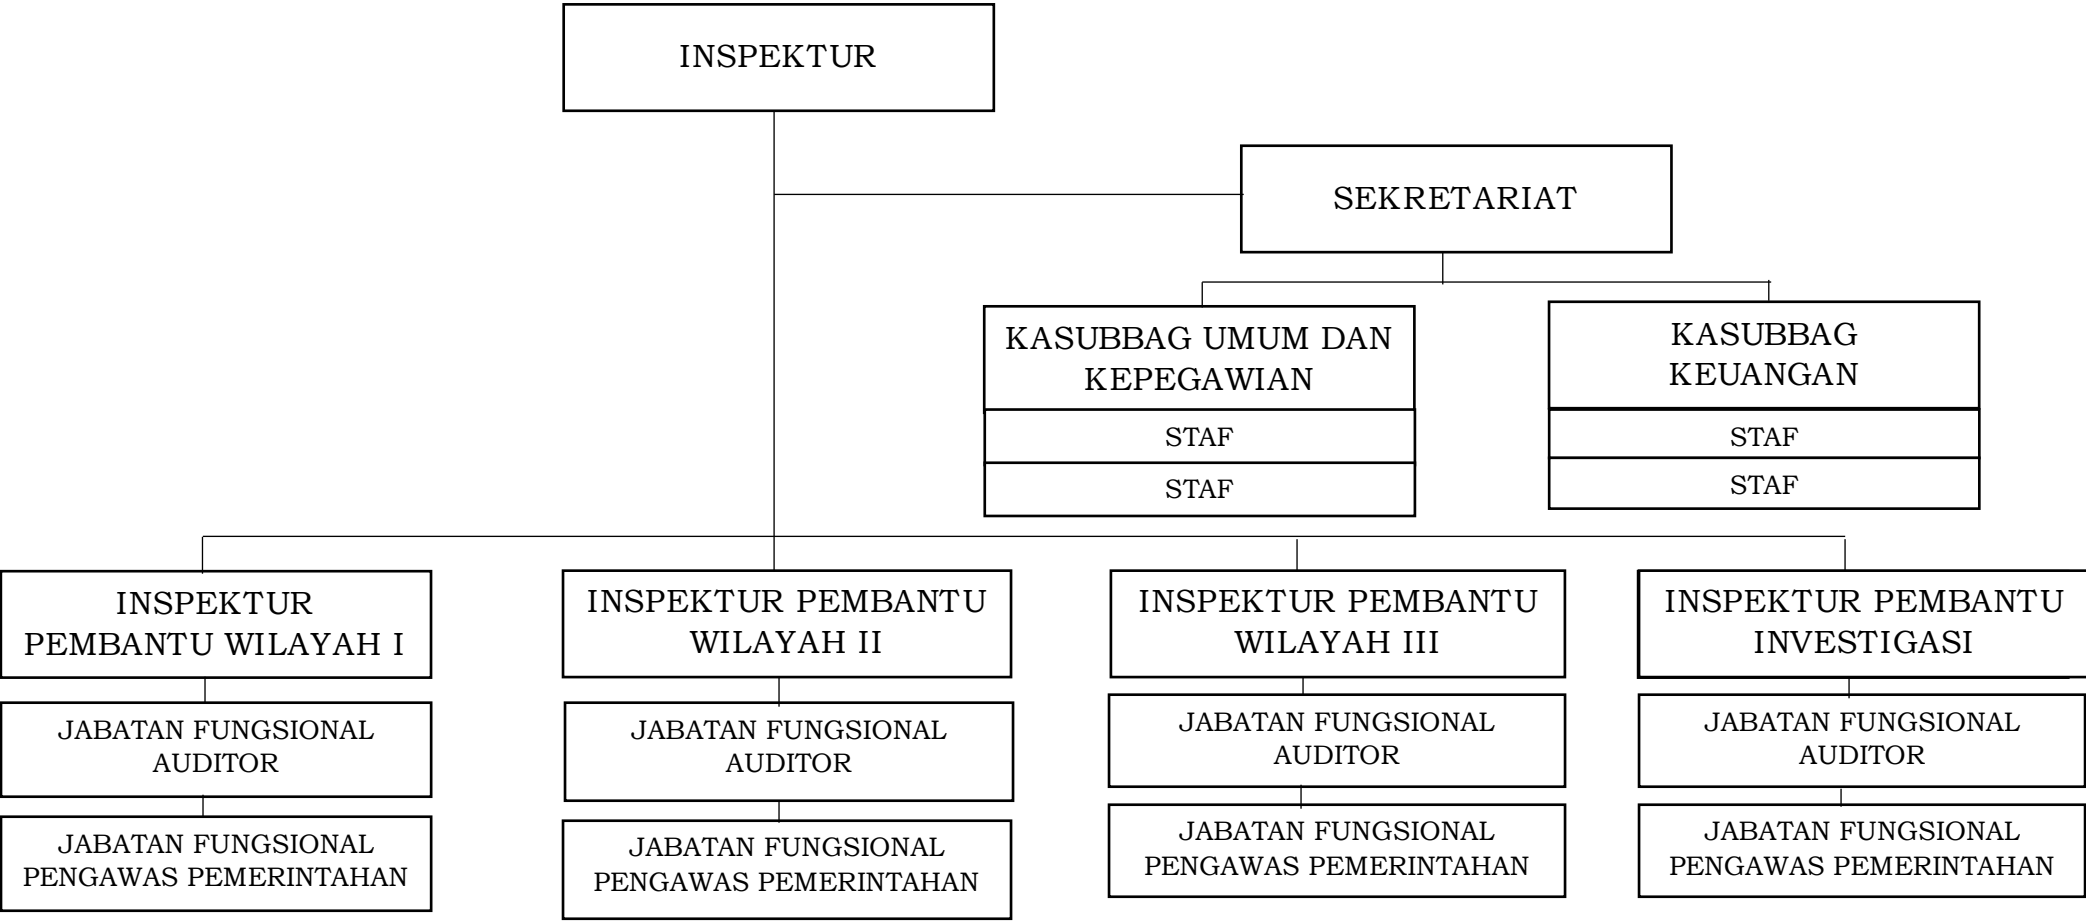 INSPEKTUR
SEKRETARIAT
KASUBBAG UMUM DAN
KEPEGAWIAN
STAF
STAF
KASUBBAG
KEUANGAN
STAF
STAF
INSPEKTUR
PEMBANTU WILAYAH I
JABATAN FUNGSIONAL
AUDITOR
JABATAN FUNGSIONAL
PENGAWAS PEMERINTAHAN
INSPEKTUR PEMBANTU
WILAYAH II
JABATAN FUNGSIONAL
AUDITOR
JABATAN FUNGSIONAL
PENGAWAS PEMERINTAHAN
INSPEKTUR PEMBANTU
WILAYAH III
JABATAN FUNGSIONAL
AUDITOR
JABATAN FUNGSIONAL
PENGAWAS PEMERINTAHAN
INSPEKTUR PEMBANTU
INVESTIGASI
JABATAN FUNGSIONAL
AUDITOR
JABATAN FUNGSIONAL
PENGAWAS PEMERINTAHAN